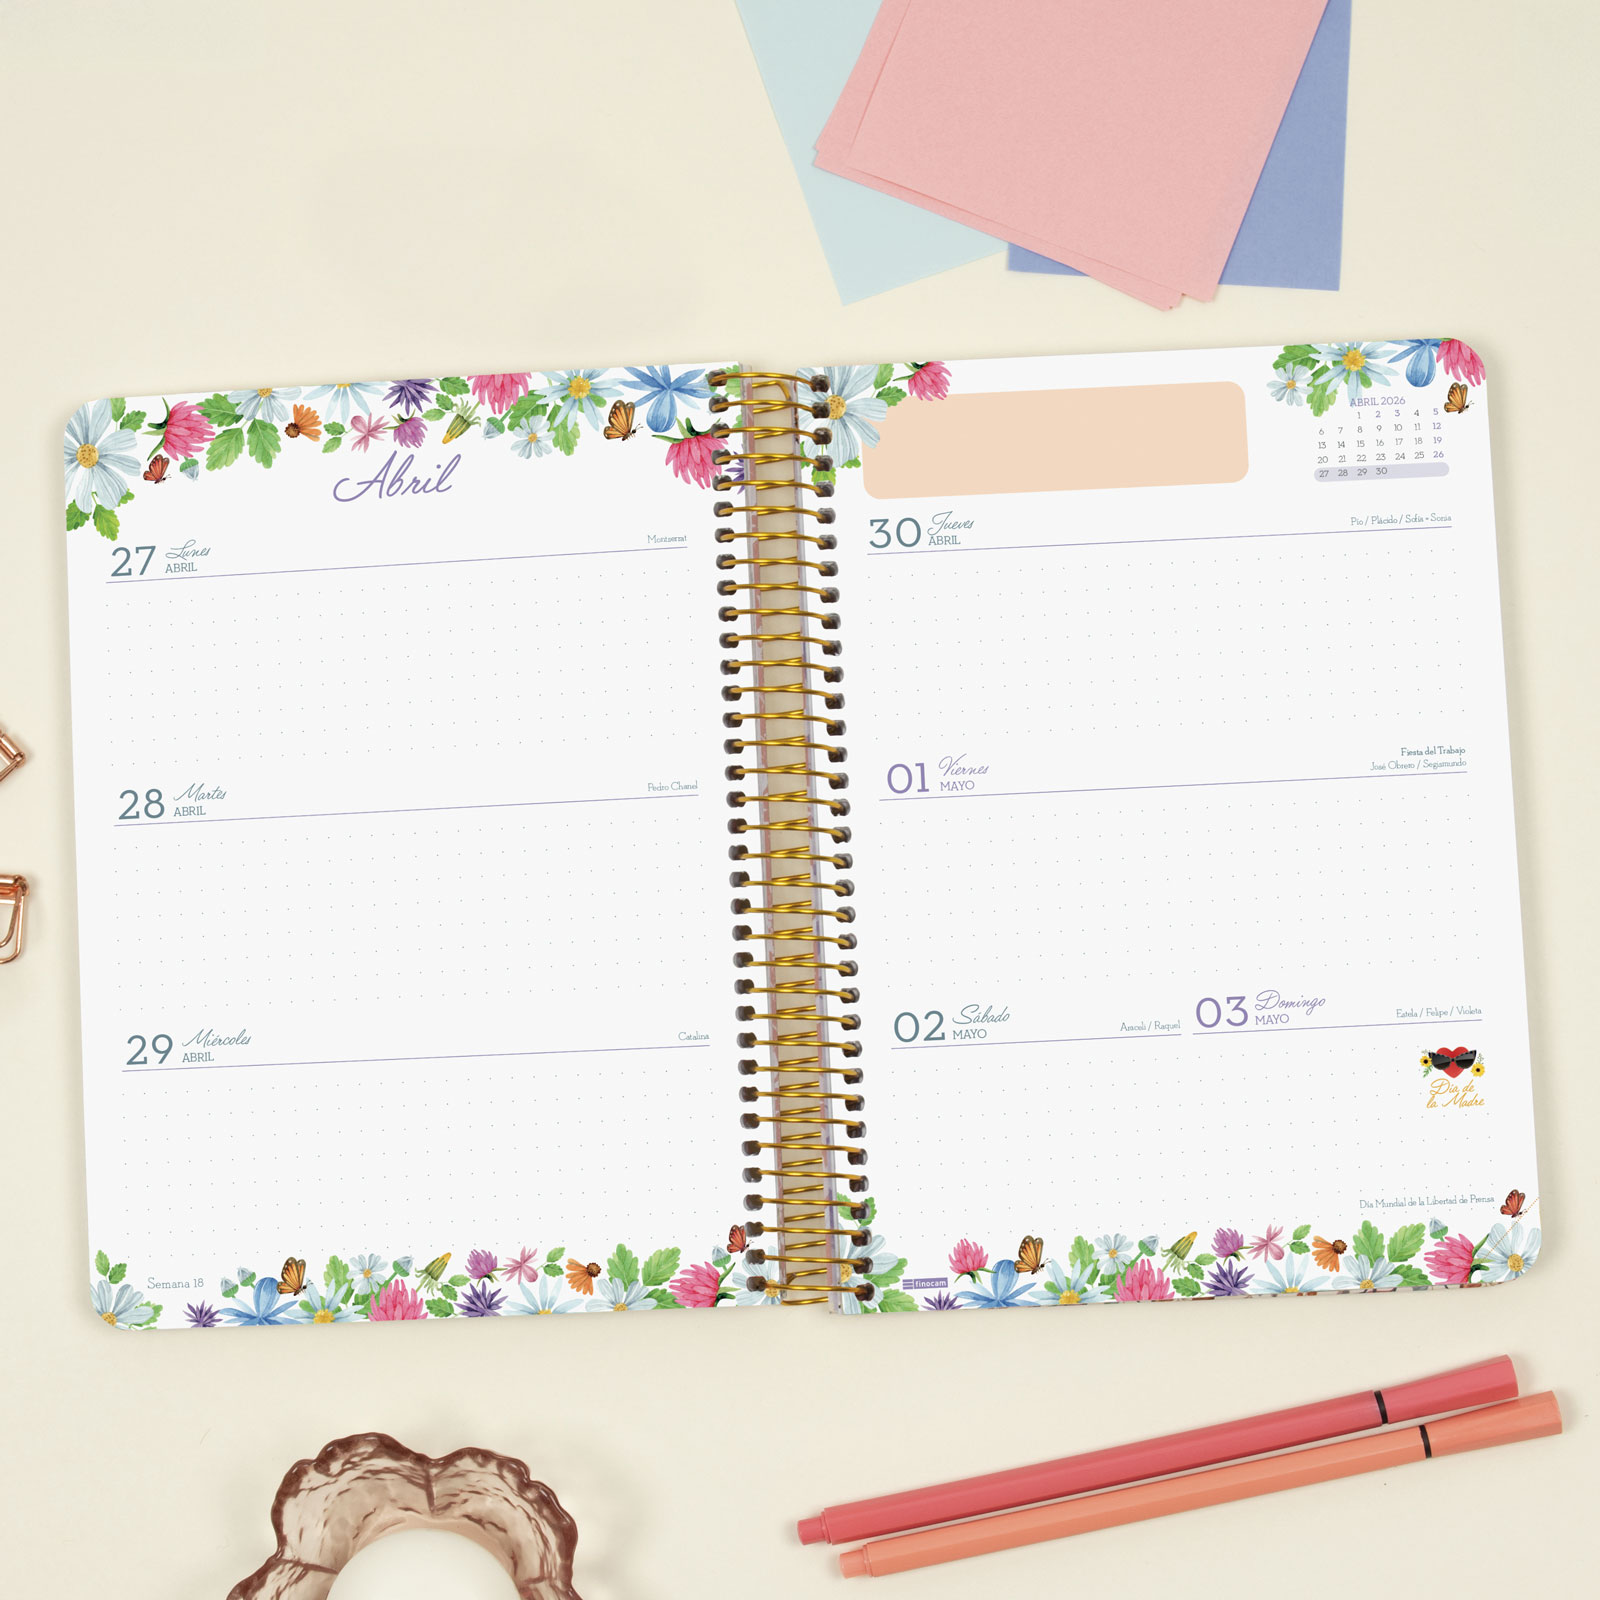 Abril
27 Lunes
ABRIL
Montserrat
28 Martes
ABRIL
Pedro Chanel
29 Miércoles
ABRIL
Catalina
Semana 18
ABRIL 2026
1 2 3 4 5
6 7 8 9 10 11 12
13 14 15 16 17 18 19
20 21 22 23 24 25 26
27 28 29 30
30 Jueves
ABRIL
Pío / Plácido / Sofía - Sonia
01 Viernes
MAYO
Fiesta del Trabajo
José Obrero / Segismundo
02 Sábado
MAYO
Araceli / Raquel
03 Domingo
MAYO
Estela / Felipe / Violeta
Día de
la Madre
Día Mundial de la Libertad de Prensa
finocam